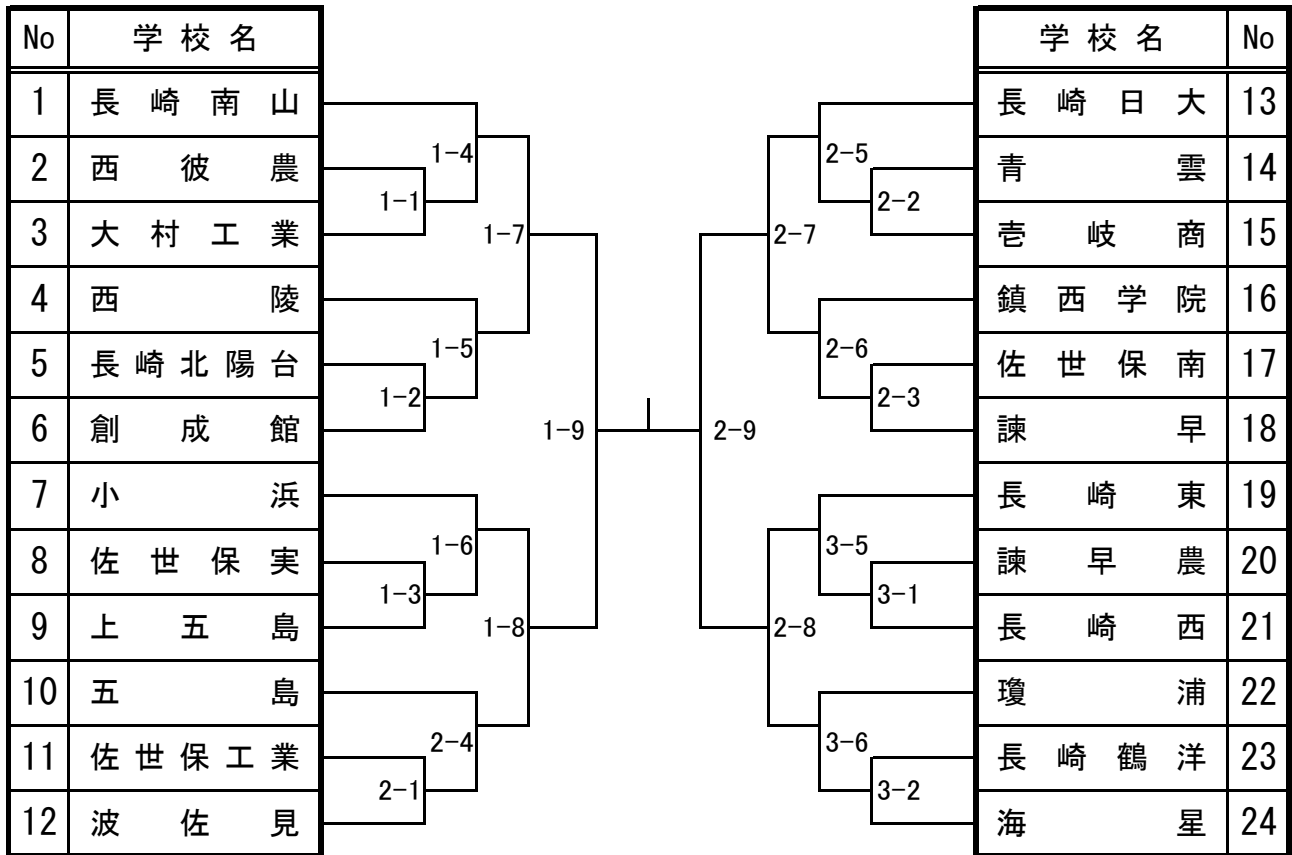 No 学校名
1 長崎南山
2 西彼農
3 大村工業
4 西陵
5 長崎北陽台
6 創成館
7 小浜
8 佐世保実
9 上五島
10 五島
11 佐世保工業
12 波佐見
1-4
1-1
1-7
1-5
1-2
1-9
1-6
1-3
1-8
2-4
2-1
2-5
2-2
2-7
2-6
2-3
2-9
3-5
3-1
2-8
3-6
3-2
学校名 No
長崎日大 13
青雲 14
壱岐商 15
鎮西学院 16
佐世保南 17
諫早 18
長崎東 19
諫早農 20
長崎西 21
瓊浦 22
長崎鶴洋 23
海星 24